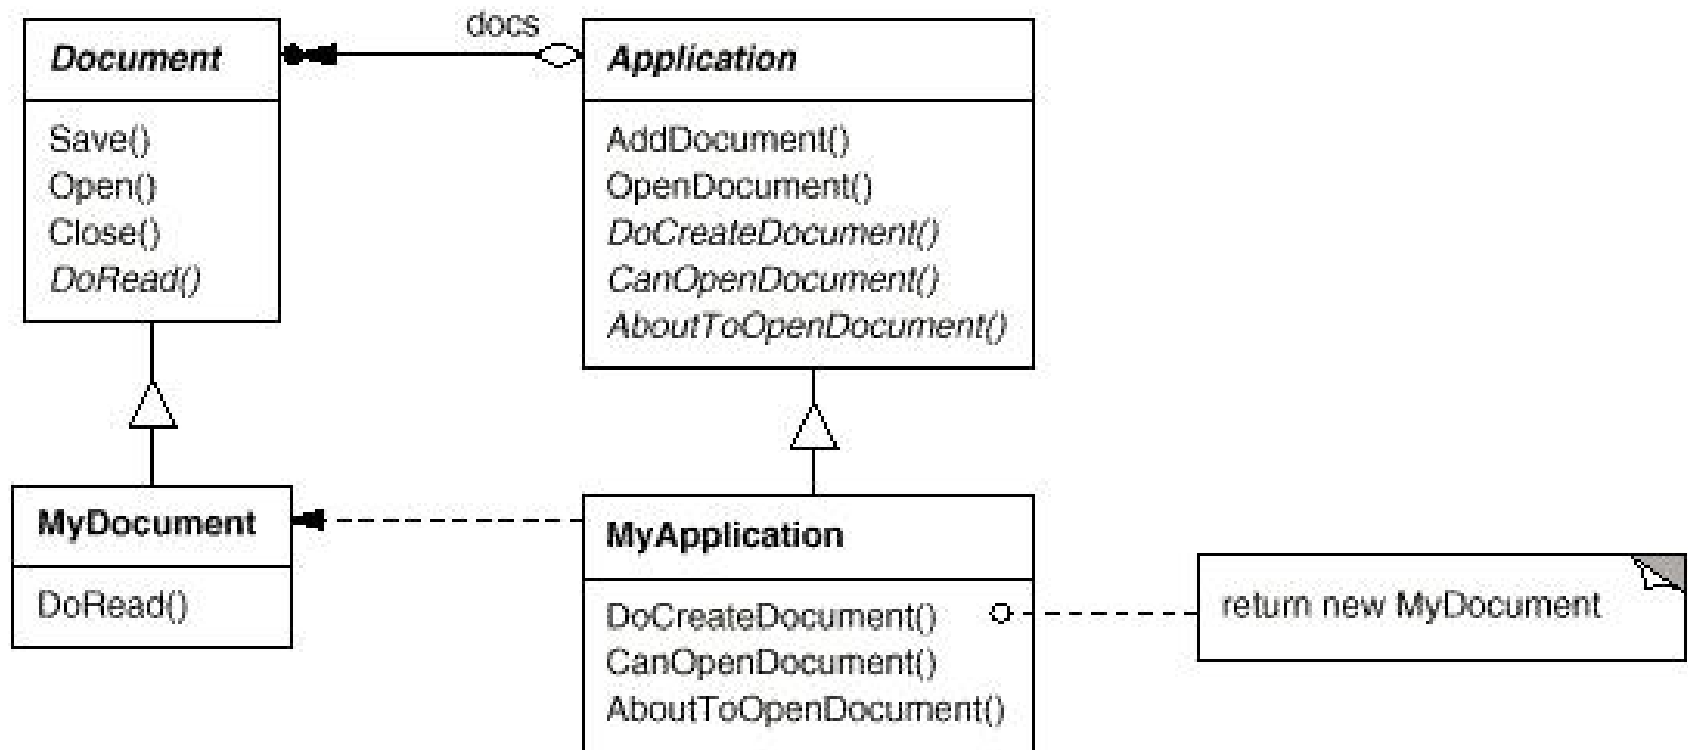 docs
Document
Save()
Open()
Close()
DoRead()
Application
AddDocument()
OpenDocument()
DoCreateDocument()
CanOpenDocument()
AboutToOpenDocument()
MyDocument
DoRead()
MyApplication
DoCreateDocument()
CanOpenDocument()
AboutToOpenDocument()
return new MyDocument